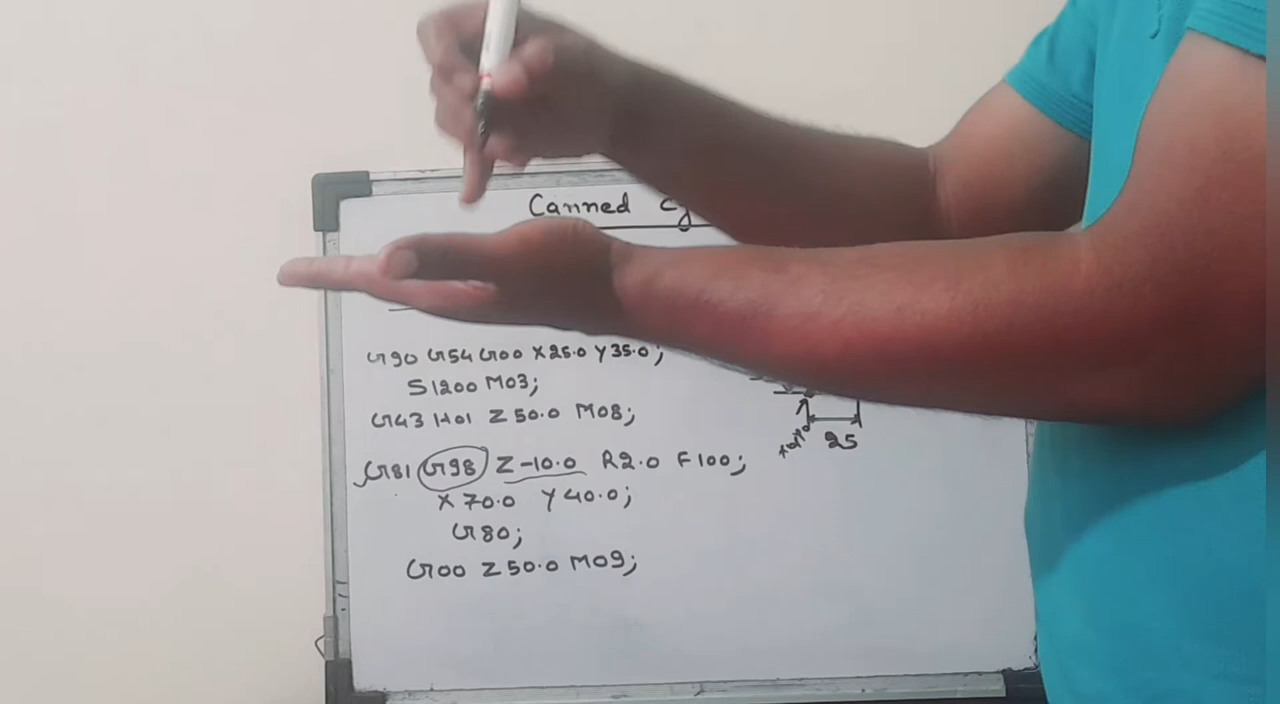 Canned
G90 G54 G00 X25.0 Y35.0;
S1200 M03;
G43 H01 Z50.0 M08;
G81 G98 Z-10.0 R2.0 F100;
X70.0 Y40.0;
G80;
G00 Z50.0 M09;
25